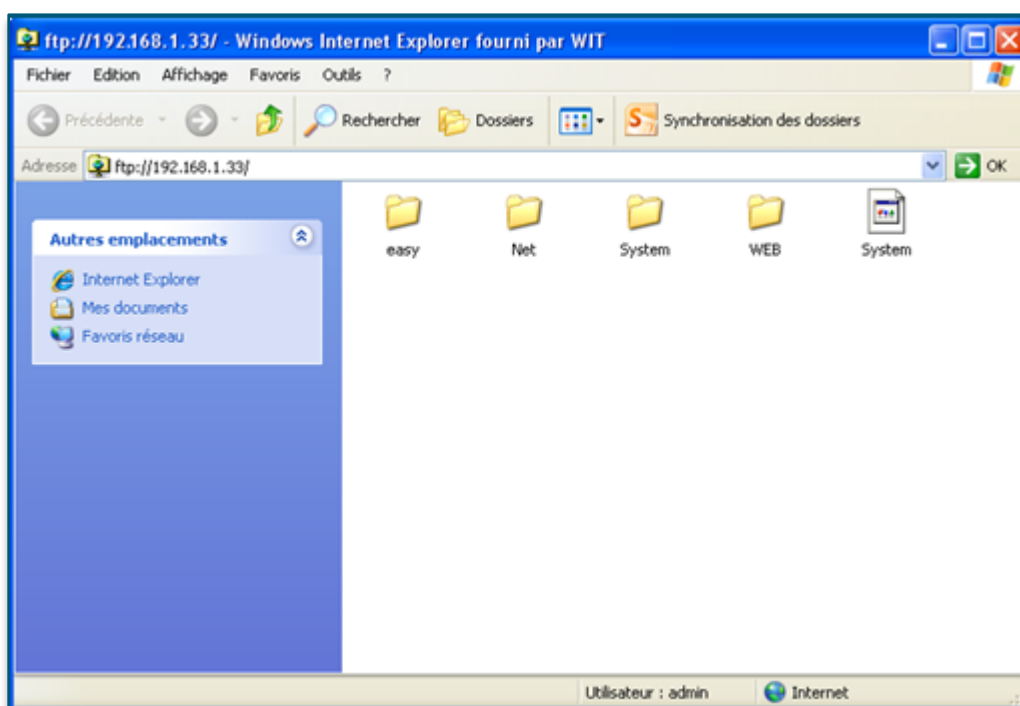 ftp://192.168.1.33/ - Windows Internet Explorer fourni par WIT
Fichier Edition Affichage Favoris Outils ?
Précédente Rechercher Dossiers Synchronisation des dossiers
Adresse ftp://192.168.1.33/ OK
Autres emplacements
Internet Explorer
Mes documents
Favoris réseau
easy Net System WEB System
Utilisateur : admin Internet